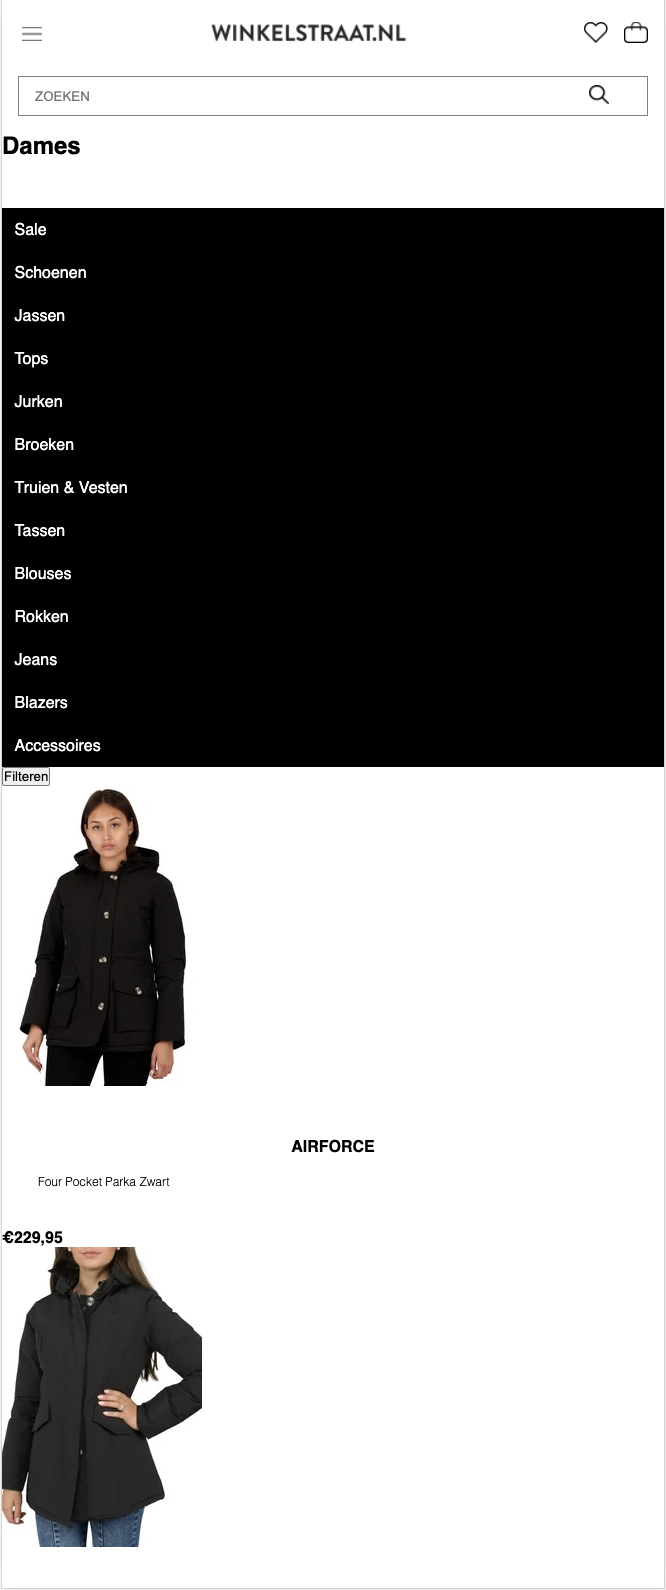 WINKELSTRAAT.NL
ZOEKEN
Dames
Sale
Schoenen
Jassen
Tops
Jurken
Broeken
Truien & Vesten
Tassen
Blouses
Rokken
Jeans
Blazers
Accessoires
Filteren
AIRFORCE
Four Pocket Parka Zwart
€229,95